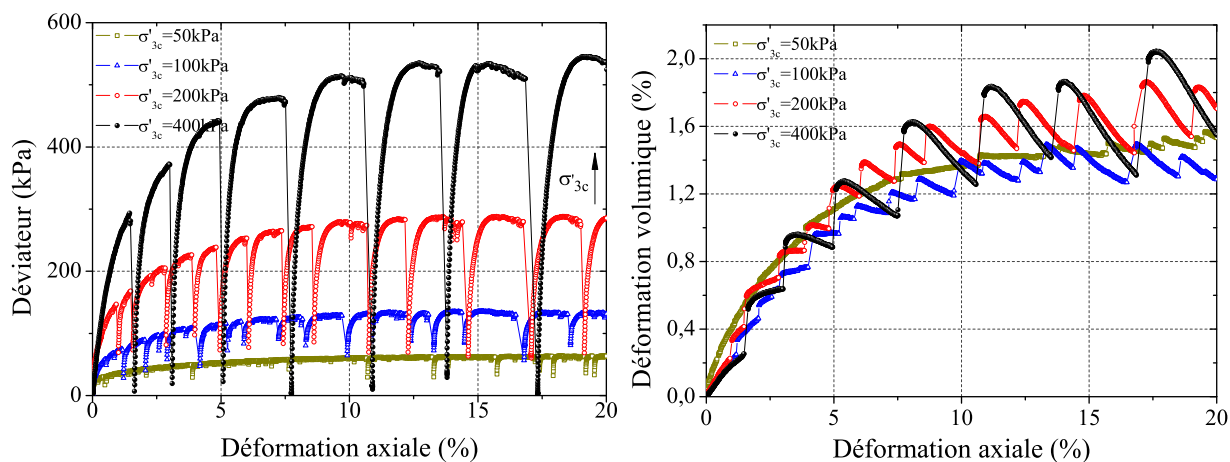 600
400
200
0
0
5
10
15
20
Déviateur (kPa)
Déformation axiale (%)
σ'3c=50kPa
σ'3c=100kPa
σ'3c=200kPa
σ'3c=400kPa
σ'3c
2,0
1,6
1,2
0,8
0,4
0,0
0
5
10
15
20
Déformation volumique (%)
Déformation axiale (%)
σ'3c=50kPa
σ'3c=100kPa
σ'3c=200kPa
σ'3c=400kPa